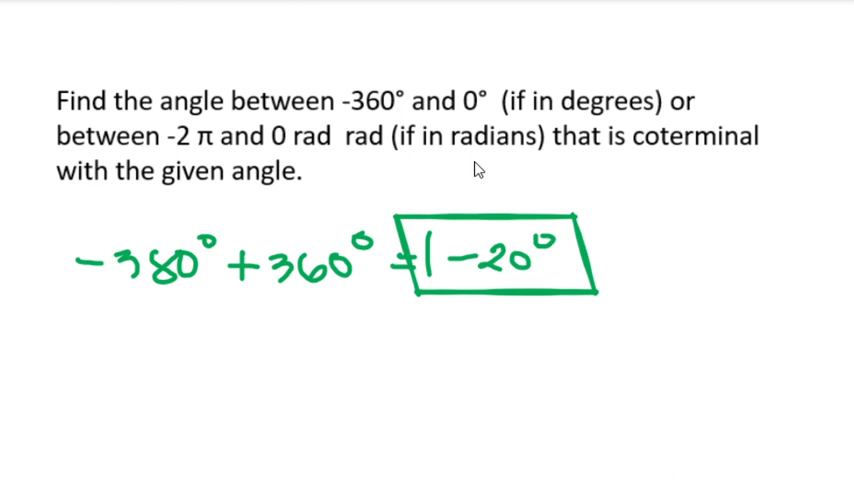 Find the angle between -360° and 0° (if in degrees) or
between -2 π and 0 rad rad (if in radians) that is coterminal
with the given angle.
-380° + 360° = -20°